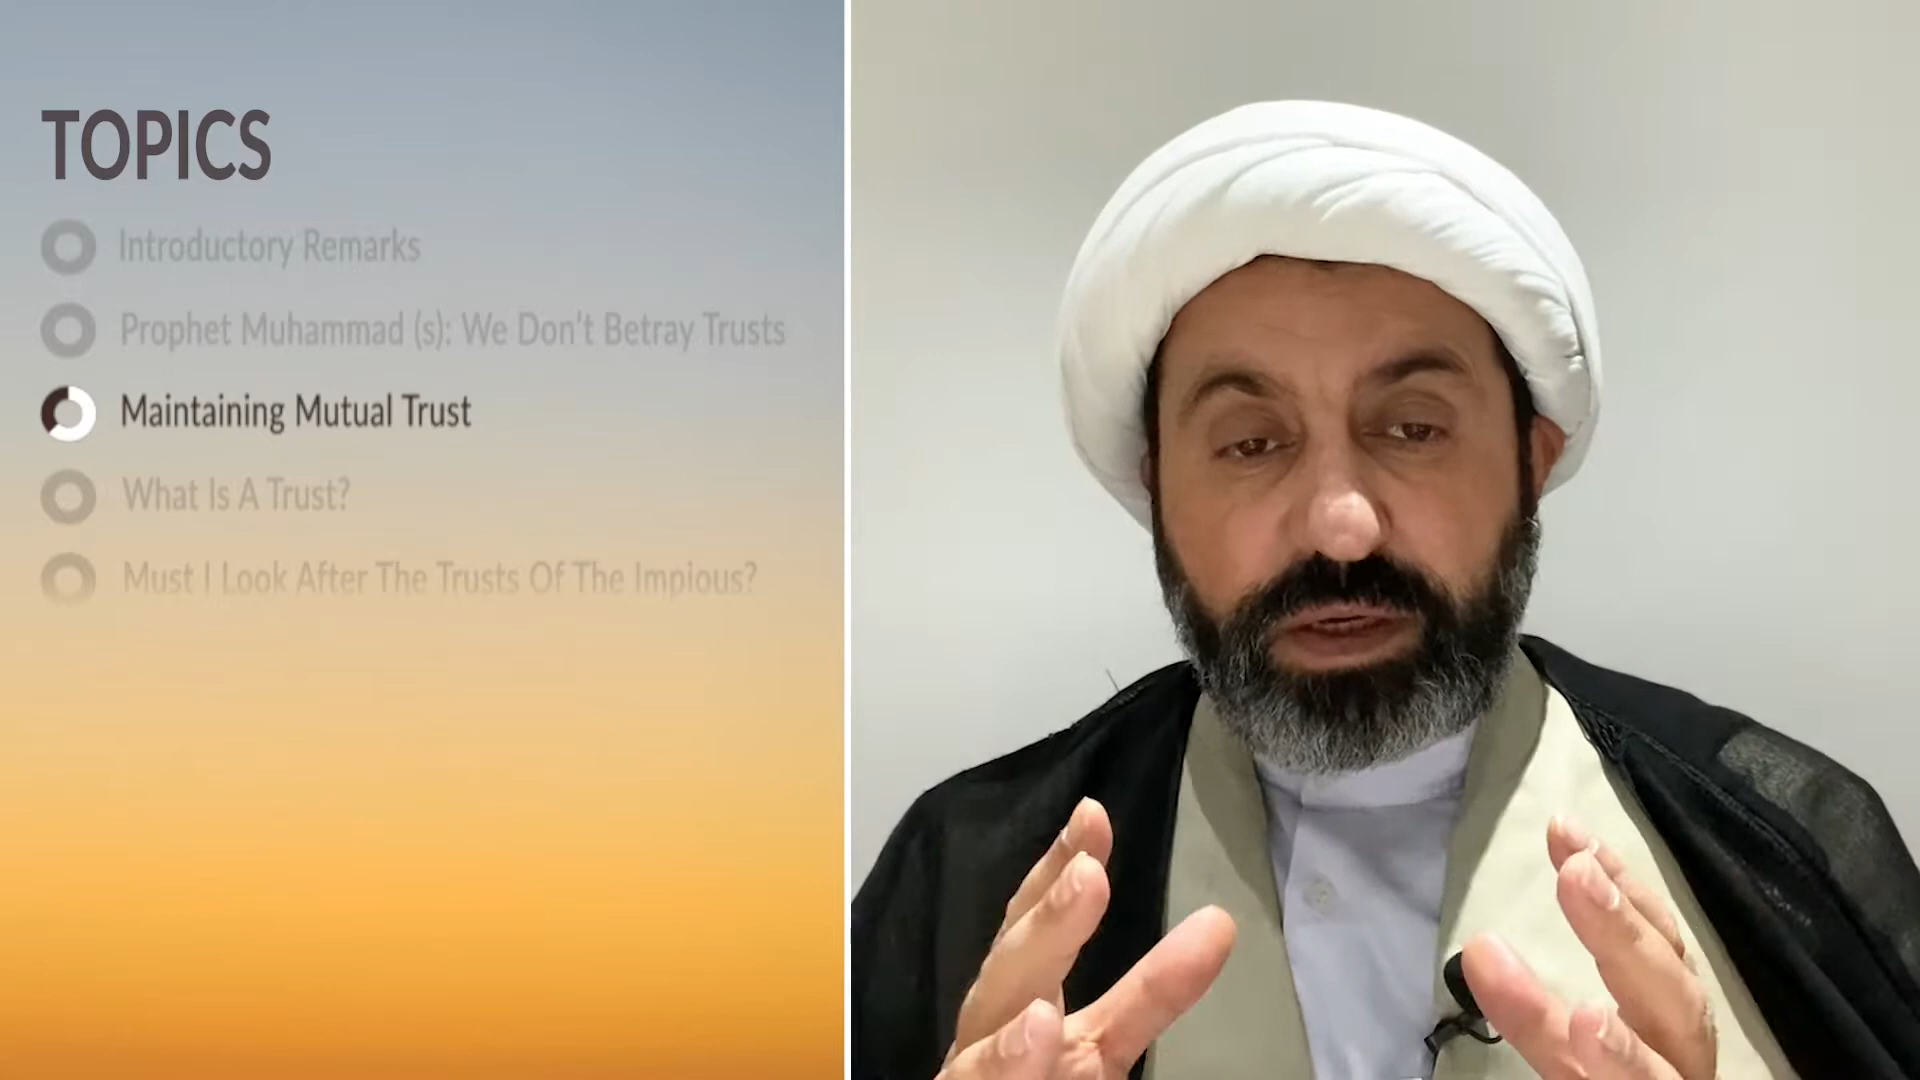 TOPICS
Introductory Remarks
Prophet Muhammad (s): We Don't Betray Trusts
Maintaining Mutual Trust
What Is A Trust?
Must I Look After The Trusts Of The Impious?